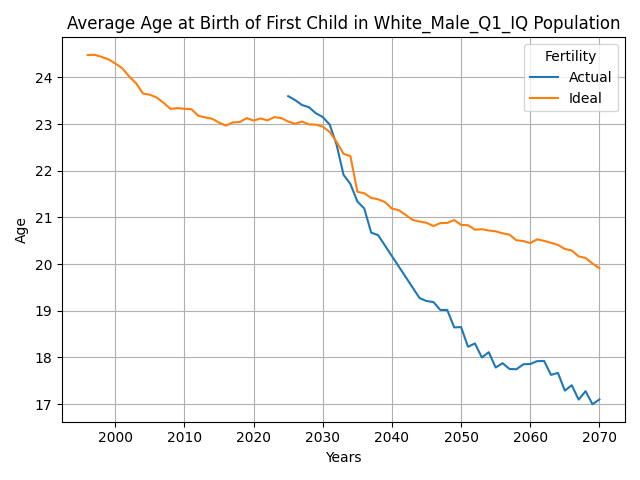 Average Age at Birth of First Child in White_Male_Q1_IQ Population
Fertility
Actual
Ideal
Age
24
23
22
21
20
19
18
17
2000
2010
2020
2030
2040
2050
2060
2070
Years